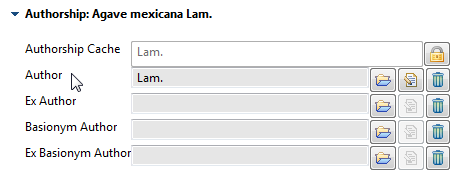 Authorship: Agave mexicana Lam.
Authorship Cache Lam.
Author Lam.
Ex Author
Basionym Author
Ex Basionym Author